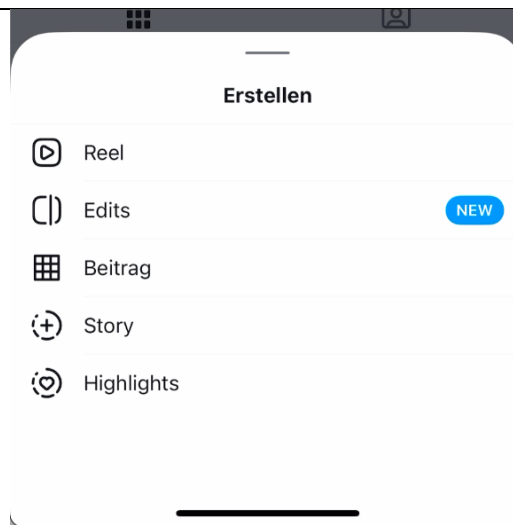 Erstellen
Reel
Edits NEW
Beitrag
Story
Highlights